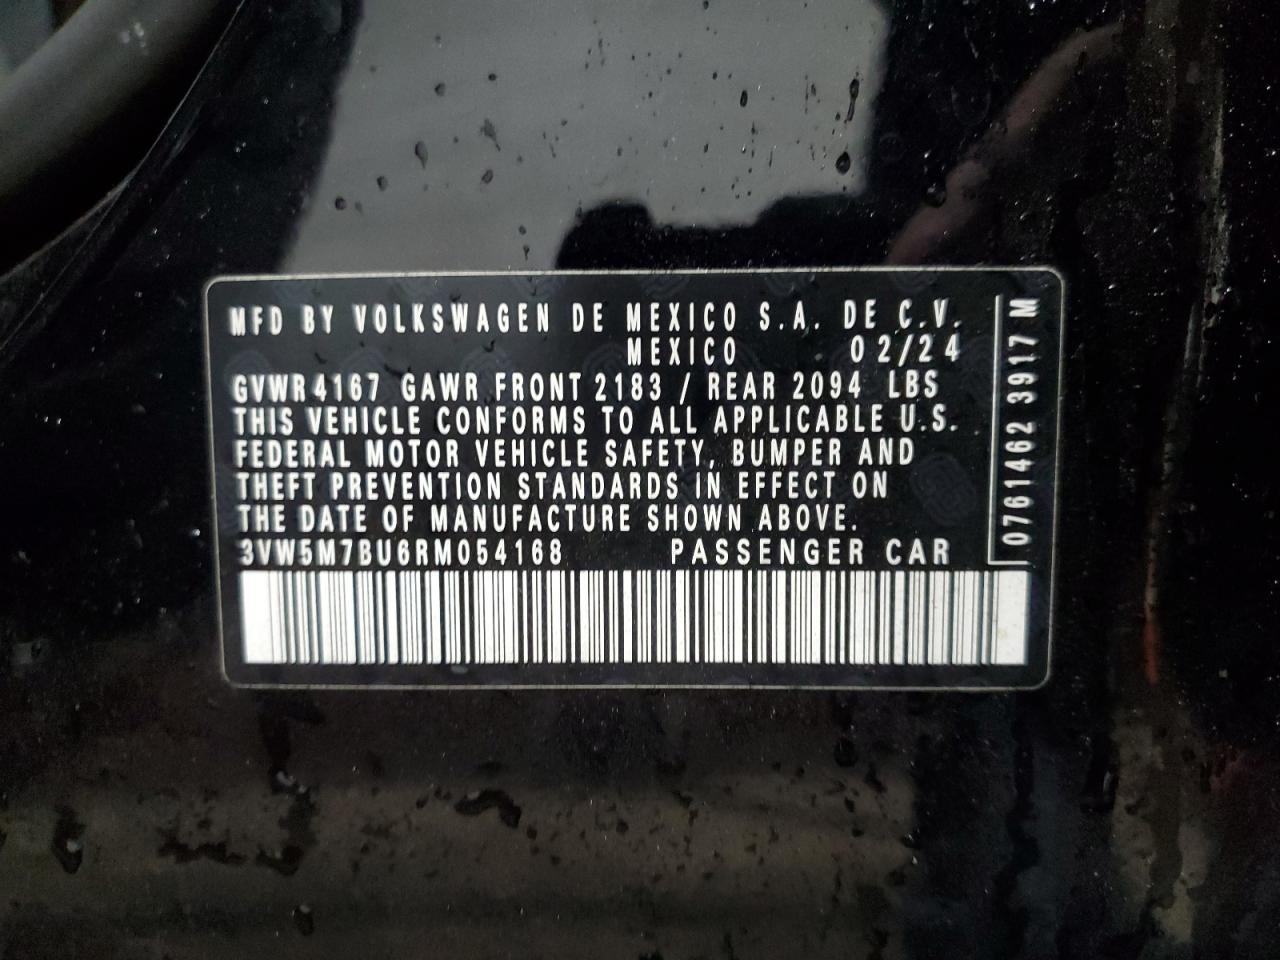 MFD BY VOLKSWAGEN DE MEXICO S.A. DE C.V.
MEXICO 02/24
GVWR 4167 GAWR FRONT 2183 / REAR 2094 LBS
THIS VEHICLE CONFORMS TO ALL APPLICABLE U.S.
FEDERAL MOTOR VEHICLE SAFETY, BUMPER AND
THEFT PREVENTION STANDARDS IN EFFECT ON
THE DATE OF MANUFACTURE SHOWN ABOVE.
3VW5M7BU6RM054168 PASSENGER CAR
0761462 3917 M